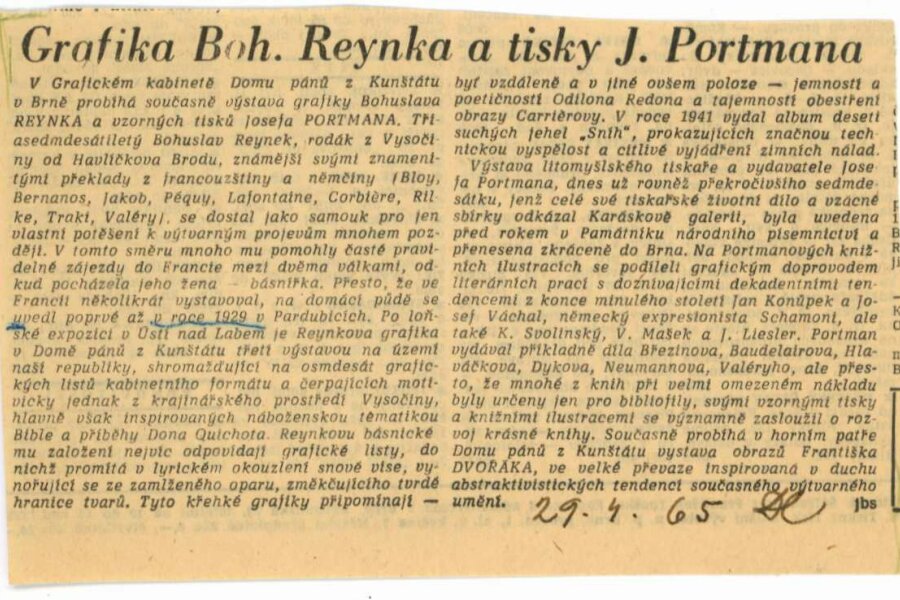 Grafika Boh. Reynka a tisky J. Portmana
V Grafickém kabinetě Domu pánů z Kunštátu
v Brně probíhá současně výstava grafiky Bohuslava
REYNKA a vzorných tisků Josefa PORTMANA. Tři-
asedmdesátiletý Bohuslav Reynek, rodák z Vysoči-
ny od Havlíčkova Brodu, známější svými znameni-
tými překlady z francouzštiny a němčiny (Bloy,
Bernanos, Jakob, Péquy, Lafontaine, Corbière, Ril-
ke, Trakl, Valéry), se dostal jako samouk pro jen
vlastní potěšení k výtvarným projevům mnohem poz-
ději. V tomto směru mnoho mu pomohly časté pravi-
delné zájezdy do Francie mezi dvěma válkami, od-
kud pocházela jeho žena – básnířka. Přesto, že ve
Francii několikrát vystavoval, na domácí půdě se
uvedl poprvé až v roce 1929 v Pardubicích. Po loň-
ské expozici v Ústí nad Labem je Reynkova grafika
v Domě pánů z Kunštátu třetí výstavou na území
naší republiky, shromažďující na osmdesát grafic-
kých listů kabinetního formátu a čerpajících moti-
vicky jednak z krajinářského prostředí Vysočiny,
hlavně však inspirovaných náboženskou tématikou
Bible a příběhy Dona Quichota. Reynkovu básnické
mu založení nejvíc odpovídají grafické listy, do
nichž promítá v lyrickém okouzlení snové vise, vy-
nořující se ze zamlženého oparu, změkčujícího tvrdé
hranice tvarů. Tyto křehké grafiky připomínají —
byť vzdáleně a v jiné ovšem poloze — jemností a
poetičností Odilona Redona a tajemností obestření
obrazy Carrièrovy. V roce 1941 vydal album deseti
suchých jehel „Sníh", prokazujících značnou tech-
nickou vyspělost a citlivé vyjádření zimních nálad.
Výstava litomyšlského tiskaře a vydavatele Jose-
fa Portmana, dnes už rovněž překročivšího sedmde-
sátku, jenž celé své tiskařské životní dílo a vzácné
sbírky odkázal Karáskově galerii, byla uvedena
před rokem v Památníku národního písemnictví a
přenesena zkráceně do Brna. Na Portmanových kniž-
ních ilustracích se podíleli grafickým doprovodem
literárních prací s doznívajícími dekadentními ten-
dencemi z konce minulého století Jan Konůpek a Jo-
sef Váchal, německý expresionista Schamoni, ale
také K. Svolinský, V. Mašek a J. Liesler. Portman
vydával příkladně díla Březinova, Baudelairova, Hla-
váčkova, Dykova, Neumannova, Valéryho, ale přes-
to, že mnohé z knih při velmi omezeném nákladu
byly určeny jen pro bibliofily, svými vzornými tisky
a knižními ilustracemi se významně zasloužil o roz-
voj krásné knihy. Současně probíhá v horním patře
Domu pánů z Kunštátu výstava obrazů Františka
DVOŘÁKA, ve velké převaze inspirovaná v duchu
abstraktivistických tendencí současného výtvarného
umění. jbs
29. 4. 65